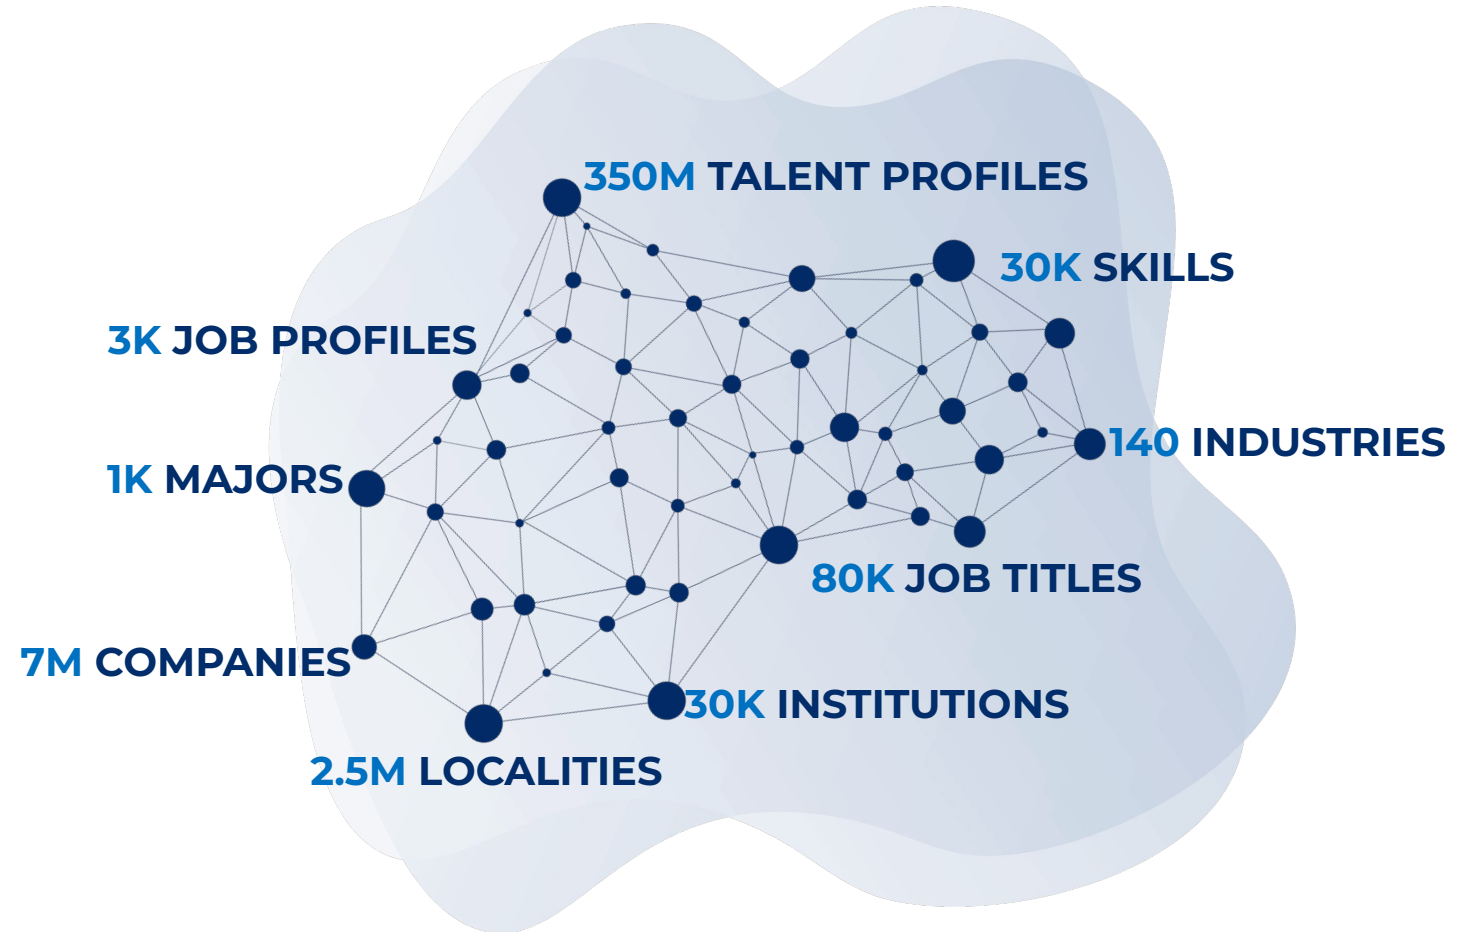 350M TALENT PROFILES
30K SKILLS
3K JOB PROFILES
140 INDUSTRIES
1K MAJORS
80K JOB TITLES
7M COMPANIES
30K INSTITUTIONS
2.5M LOCALITIES